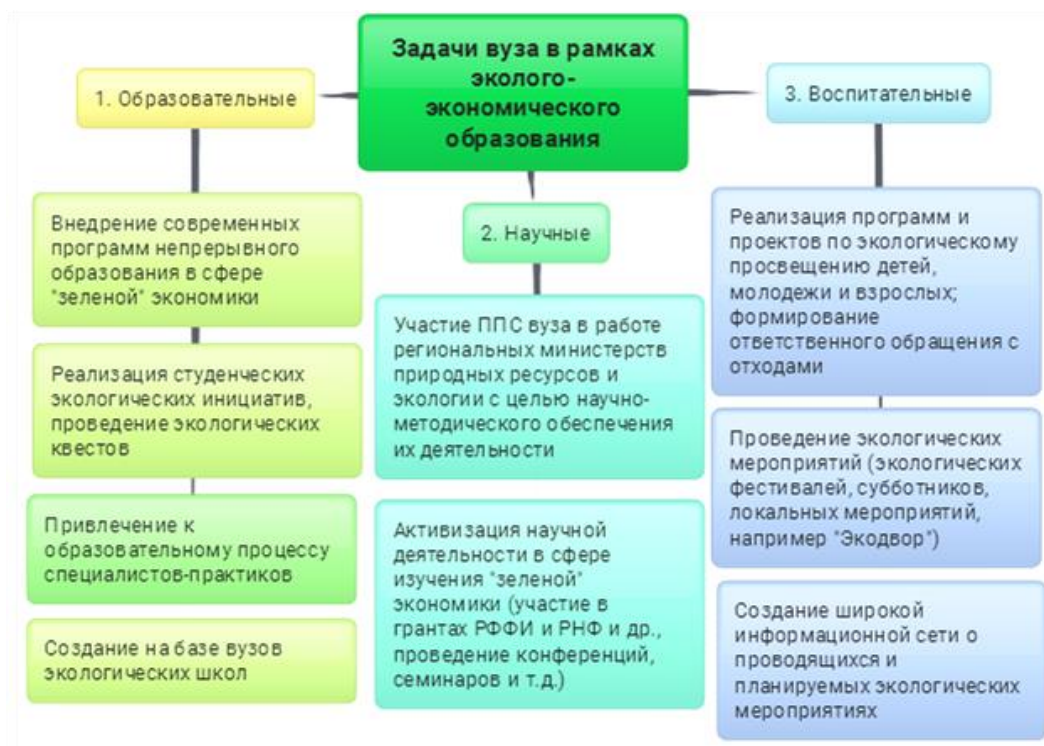 Задачи вуза в рамках
эколого-
экономического
образования
1. Образовательные
Внедрение современных
программ непрерывного
образования в сфере
"зеленой" экономики
Реализация студенческих
экологических инициатив,
проведение экологических
квестов
Привлечение к
образовательному процессу
специалистов-практиков
Создание на базе вузов
экологических школ
2. Научные
Участие ППС вуза в работе
региональных министерств
природных ресурсов и
экологии с целью научно-
методического обеспечения
их деятельности
Активизация научной
деятельности в сфере
изучения "зеленой"
экономики (участие в
грантах РФФИ и РНФ и др.,
проведение конференций,
семинаров и т.д.)
3. Воспитательные
Реализация программ и
проектов по экологическому
просвещению детей,
молодежи и взрослых;
формирование
ответственного обращения с
отходами
Проведение экологических
мероприятий (экологических
фестивалей, субботников,
локальных мероприятий,
например "Экодвор")
Создание широкой
информационной сети о
проводящихся и
планируемых экологических
мероприятиях